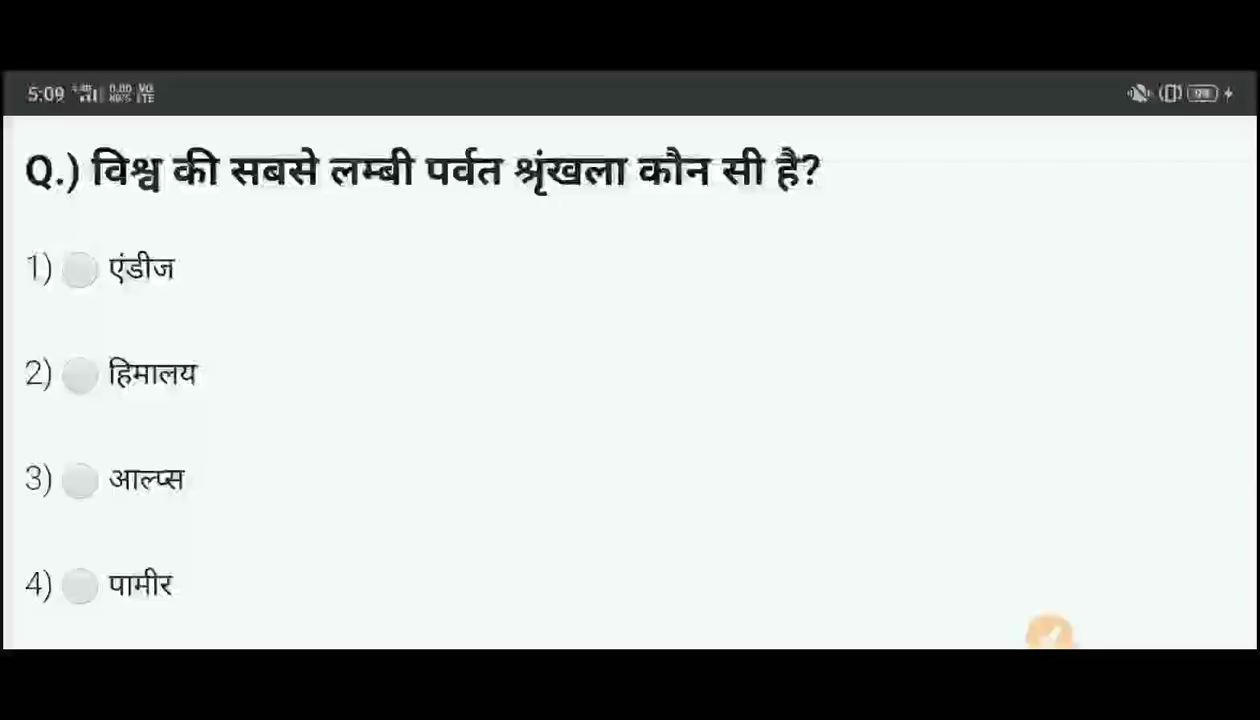 5:09
Q.) विश्व की सबसे लम्बी पर्वत श्रृंखला कौन सी है?
1) एंडीज
2) हिमालय
3) आल्प्स
4) पामीर